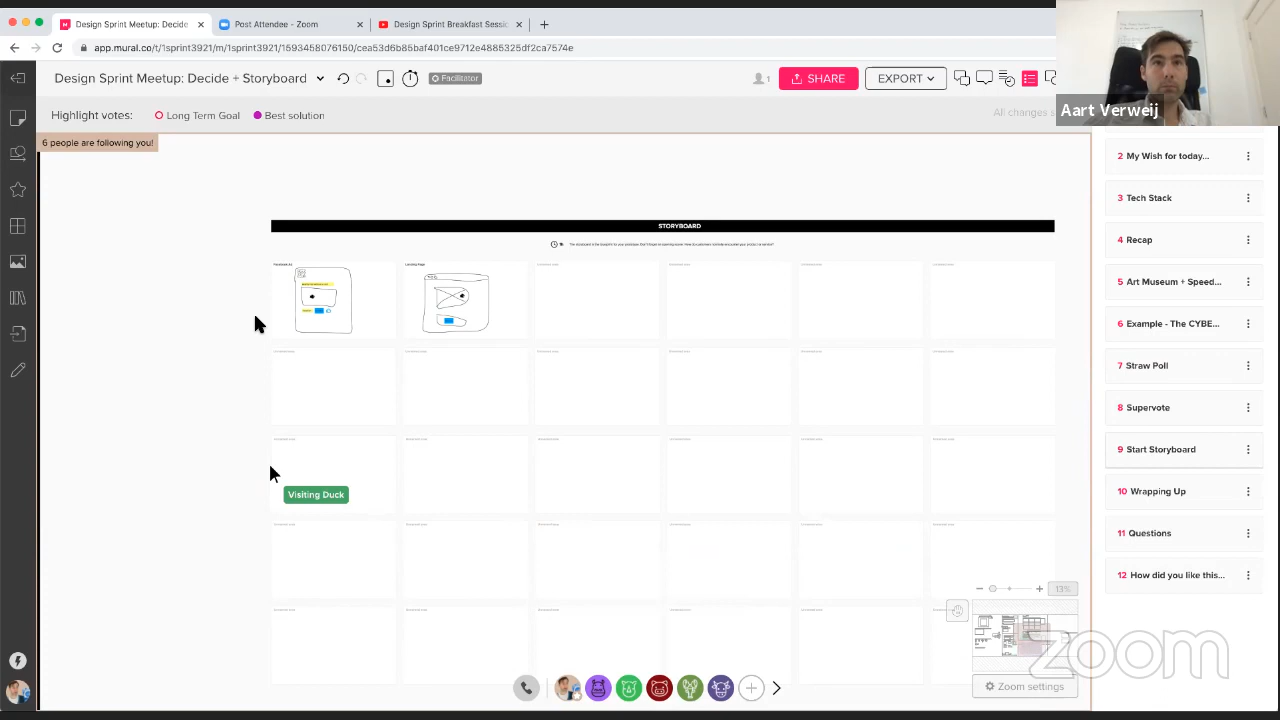 Design Sprint Meetup: Decide
Post Attendee - Zoom
Design Sprint Breakfast Sessi
app.mural.co/t/1sprint3921/m/1sprint3921/1593458076150/cea53d6b85baf401ce9712e4885325df2ca7574e
Design Sprint Meetup: Decide + Storyboard
Facilitator
1
SHARE
EXPORT
Aart Verweij
Highlight votes:
Long Term Goal
Best solution
All changes s
6 people are following you!
STORYBOARD
Landing Page
2 My Wish for today...
3 Tech Stack
4 Recap
5 Art Museum + Speed...
6 Example - The CYBE...
7 Straw Poll
8 Supervote
9 Start Storyboard
10 Wrapping Up
11 Questions
12 How did you like this...
Visiting Duck
13%
zoom
Zoom settings